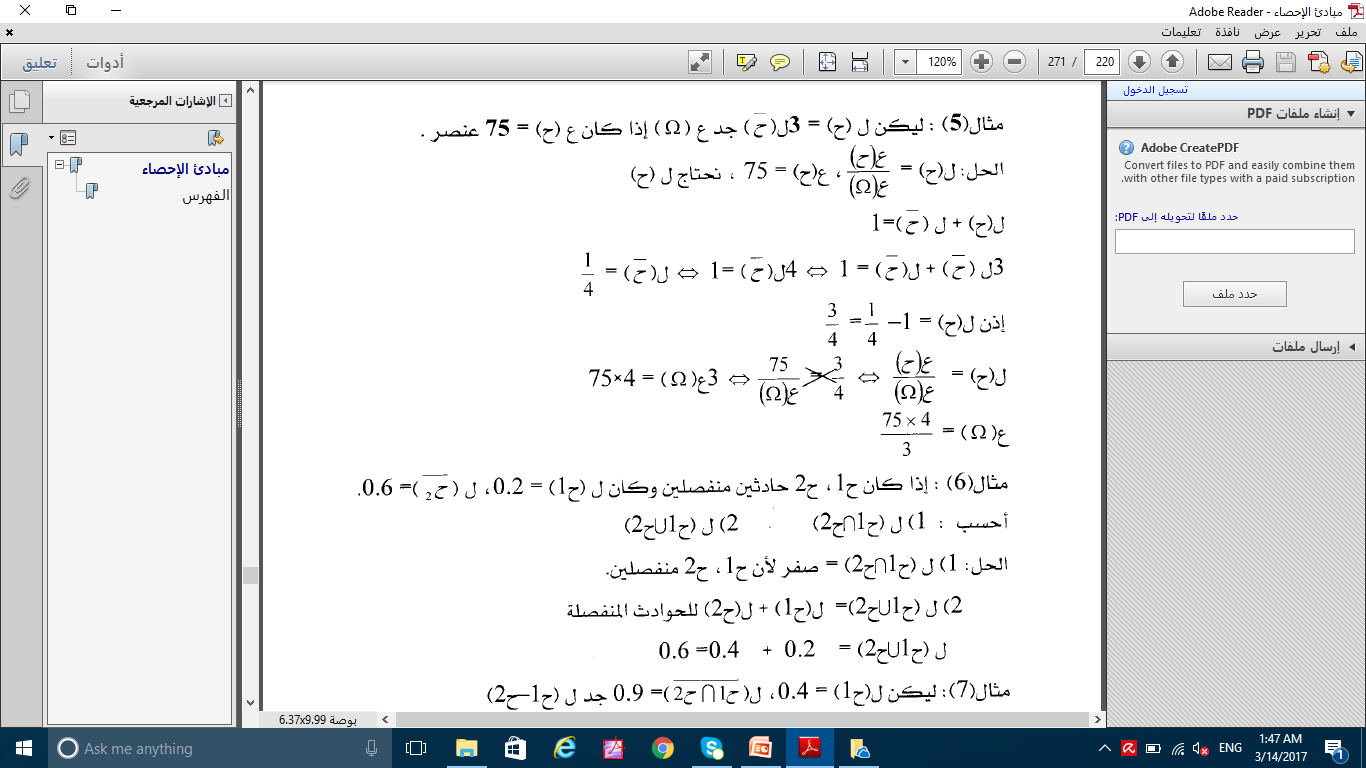 مبادئ الإحصاء - Adobe Reader
ملف تحرير عرض نافذة تعليمات
220 / 271 120% أدوات تعليق
تسجيل الدخول
إنشاء ملفات PDF
Adobe CreatePDF
Convert files to PDF and easily combine them
with other file types with a paid subscription.
حدد ملفًا لتحويله إلى PDF:
حدد ملف
إرسال ملفات
الإشارات المرجعية
مبادئ الإحصاء
الفهرس
مثال(5) : ليكن ل (ح) = 3ل(ح̅) جد ع (Ω) إذا كان ع (ح) = 75 عنصر .
الحل: ل(ح) = ع(ح)/ع(Ω) ، ع(ح) = 75 ، نحتاج ل (ح)
ل(ح) + ل (ح̅)=1
3ل (ح̅) + ل(ح̅) = 1 ⇔ 4ل(ح̅) =1 ⇔ ل(ح̅) = 1/4
إذن ل(ح) = 1– 1/4 = 3/4
ل(ح) = ع(ح)/ع(Ω) ⇔ 3/4 = 75/ع(Ω) ⇔ 3ع(Ω) = 4×75
ع(Ω) = 75 × 4/3
مثال(6) : إذا كان ح1 ، ح2 حادثين منفصلين وكان ل (ح1) = 0.2، ل (ح̅2)= 0.6.
أحسب : 1) ل (ح1∩ح2) 2) ل (ح1∪ح2)
الحل: 1) ل (ح1∩ح2) = صفر لأن ح1 ، ح2 منفصلين.
2) ل (ح1∪ح2)= ل(ح1) + ل(ح2) للحوادث المنفصلة
ل (ح1∪ح2) = 0.2 + 0.4= 0.6
مثال(7): ليكن ل(ح1) = 0.4، ل(‾ح1 ∩ ح2‾)= 0.9 جد ل (ح1–ح2)
6.37x9.99 بوصة
Ask me anything
ENG
1:47 AM
3/14/2017
1